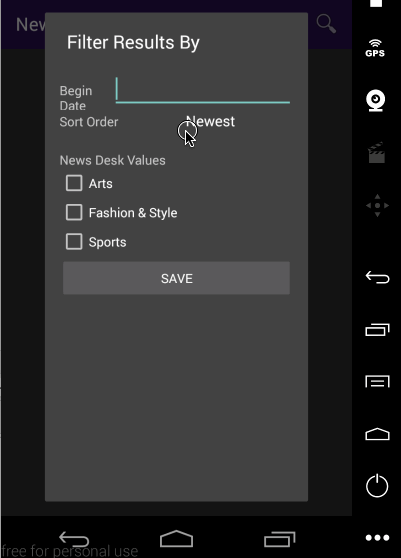 New
Filter Results By
Begin
Date
Sort Order
Newest
News Desk Values
Arts
Fashion & Style
Sports
SAVE
GPS
free for personal use